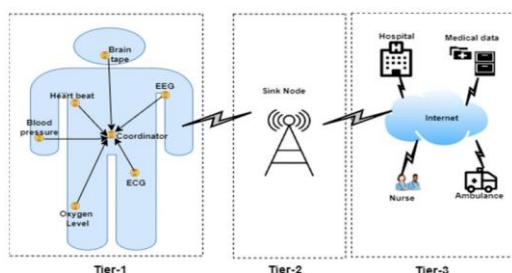 Brain
tape
Heart beat
EEG
Blood
pressure
Coordinator
ECG
Oxygen
Level
Tier-1
Sink Node
Tier-2
Hospital
Medical data
Internet
Nurse
Ambulance
Tier-3